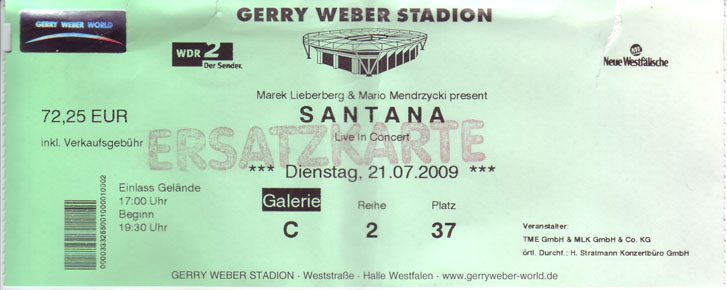 GERRY WEBER STADION
GERRY WEBER WORLD
WDR 2
Der Sender.
Neue Westfälische
Marek Lieberberg & Mario Mendrzycki present
72,25 EUR
inkl. Verkaufsgebühr
SANTANA
Live In Concert
ERSATZKARTE
*** Dienstag, 21.07.2009 ***
Einlass Gelände
17:00 Uhr
Beginn
19:30 Uhr
Galerie Reihe Platz
C 2 37
Veranstalter:
TME GmbH & MLK GmbH & Co. KG
örtl. Durchf.: H. Stratmann Konzertbüro GmbH
GERRY WEBER STADION · Weststraße · Halle Westfalen · www.gerryweber-world.de